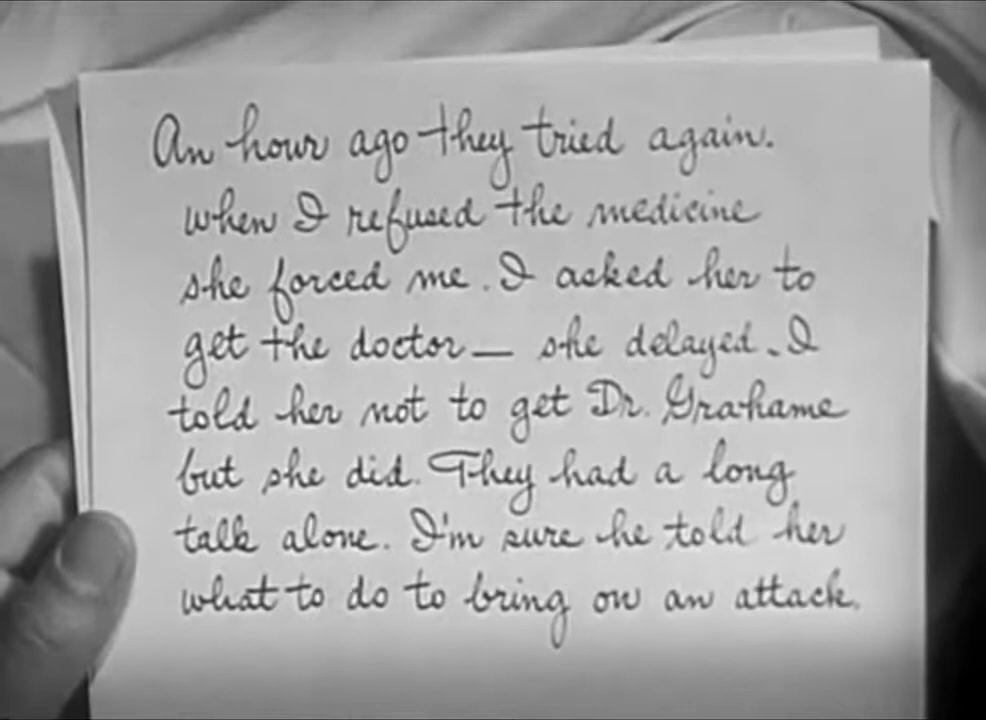 An hour ago they tried again.
when I refused the medicine
she forced me. I asked her to
get the doctor — she delayed. I
told her not to get Dr. Grahame
but she did. They had a long
talk alone. I'm sure he told her
what to do to bring on an attack.